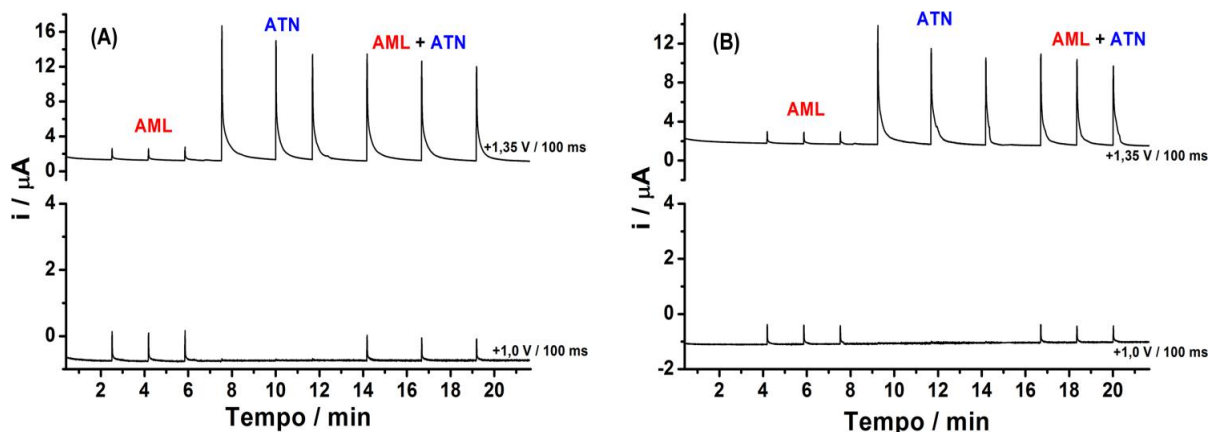 (A)
ATN
AML + ATN
AML
+1,35 V / 100 ms
16
12
8
4
0
i / µA
4
2
0
+1,0 V / 100 ms
2 4 6 8 10 12 14 16 18 20
Tempo / min
(B)
ATN
AML + ATN
AML
+1,35 V / 100 ms
12
8
4
0
i / µA
4
2
0
-2
+1,0 V / 100 ms
2 4 6 8 10 12 14 16 18 20
Tempo / min